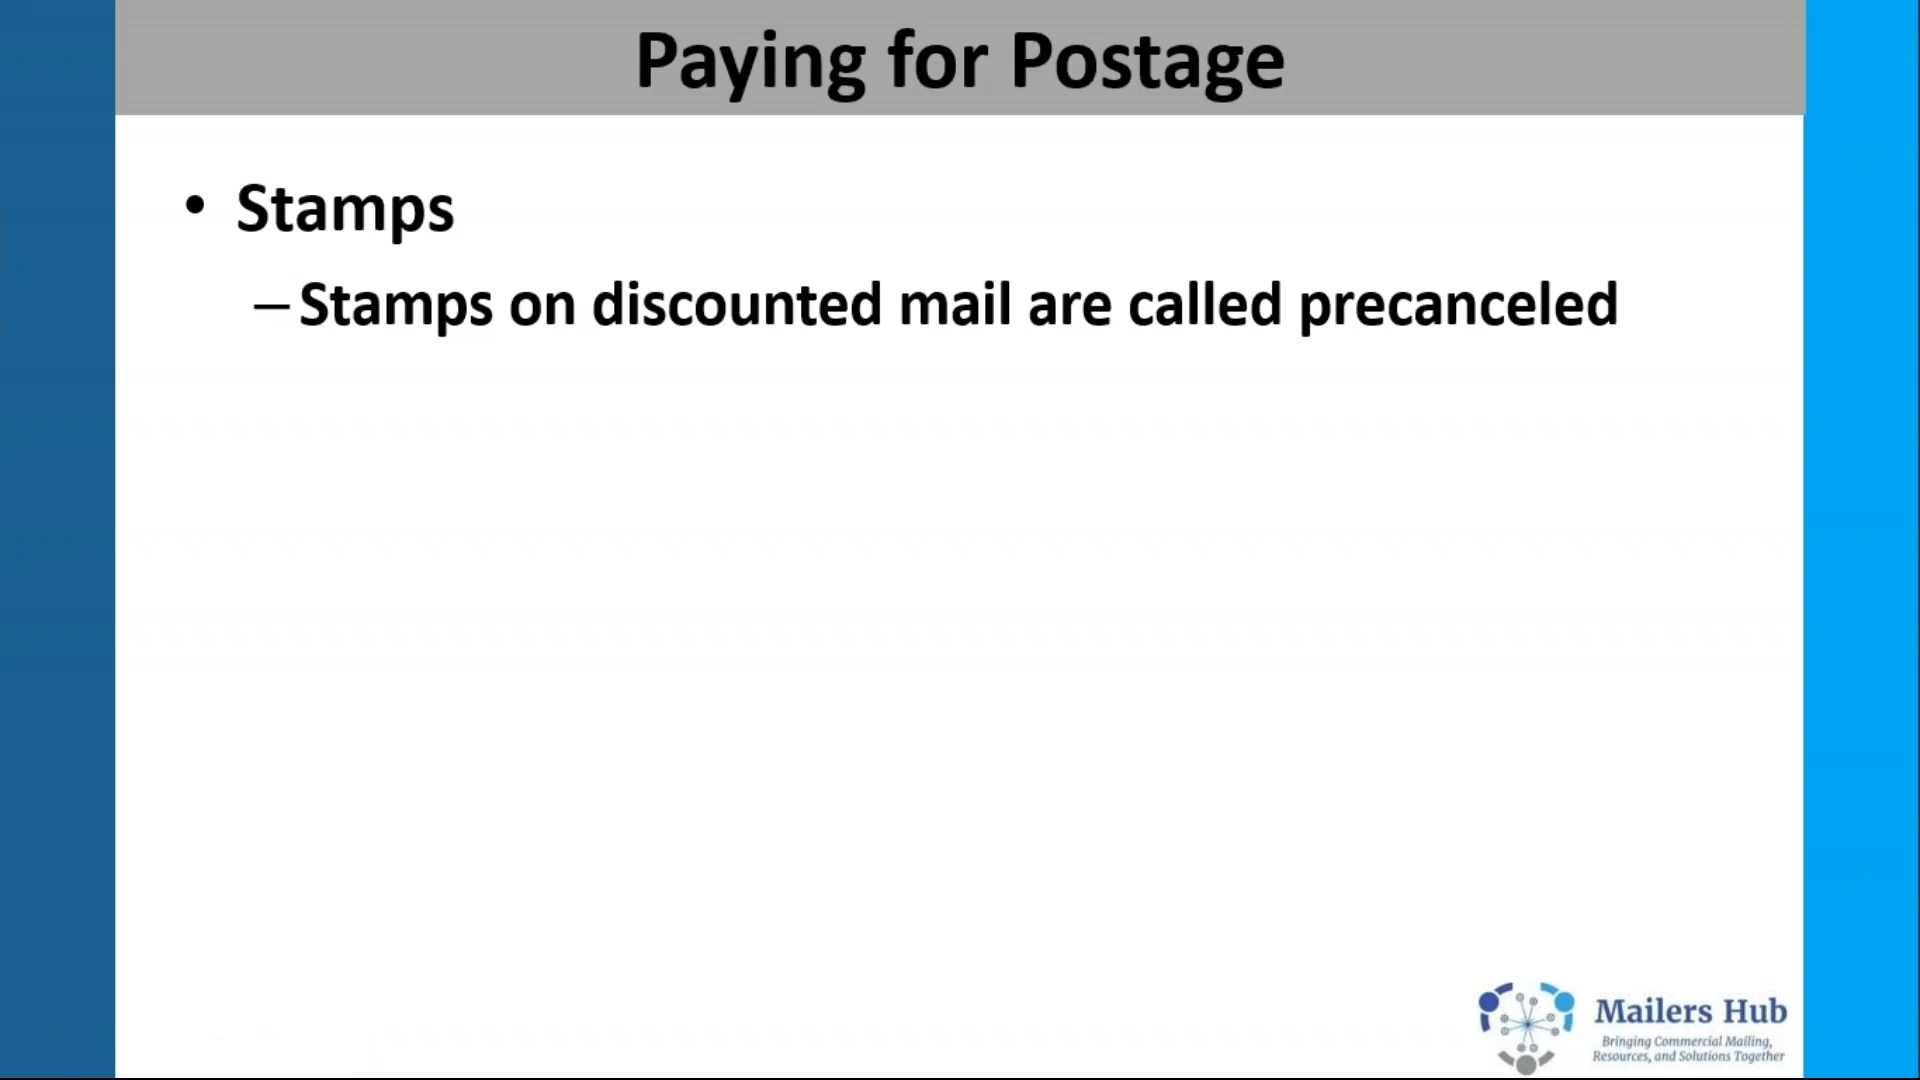 Paying for Postage
• Stamps
– Stamps on discounted mail are called precanceled
Mailers Hub
Bringing Commercial Mailing,
Resources, and Solutions Together